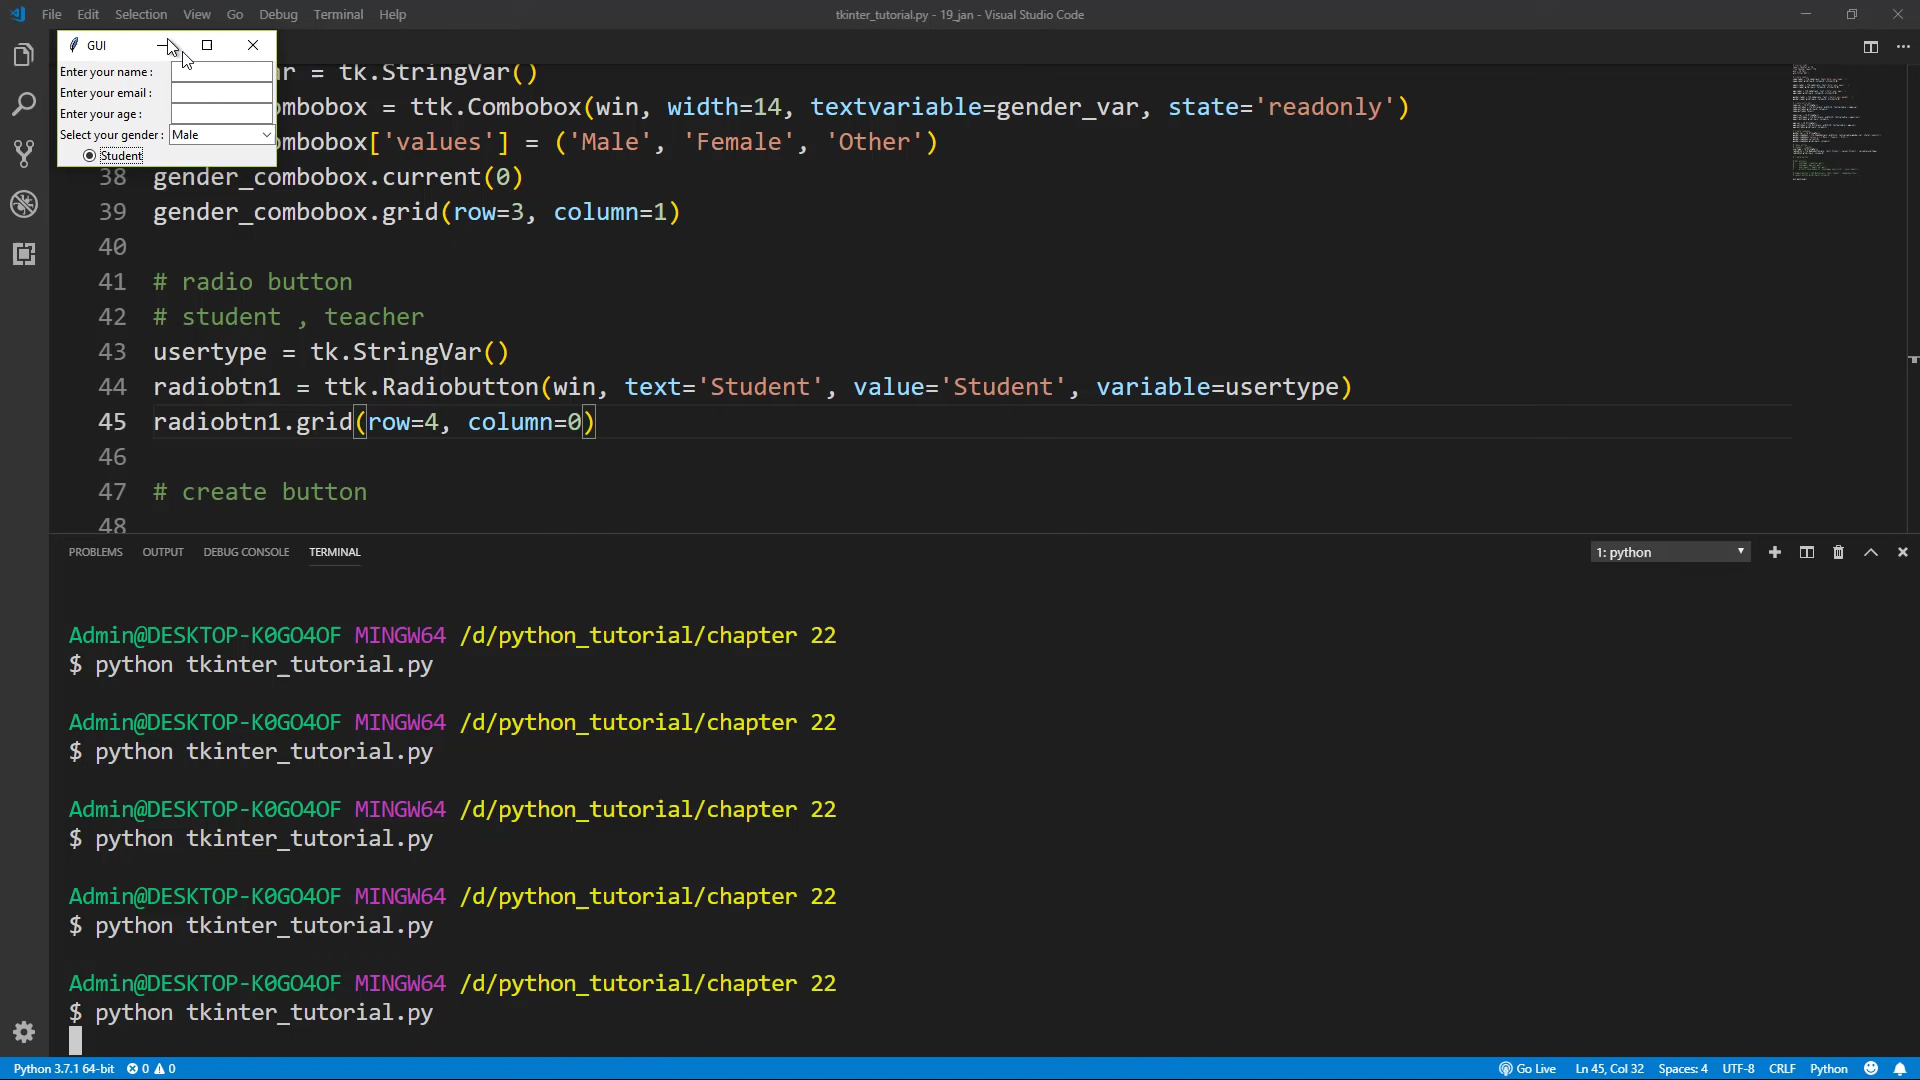 File Edit Selection View Go Debug Terminal Help
tkinter_tutorial.py - 19_jan - Visual Studio Code
GUI
Enter your name :
Enter your email :
Enter your age :
Select your gender : Male
Student
r = tk.StringVar()
ombobox = ttk.Combobox(win, width=14, textvariable=gender_var, state='readonly')
ombobox['values'] = ('Male', 'Female', 'Other')
38 gender_combobox.current(0)
39 gender_combobox.grid(row=3, column=1)
40
41 # radio button
42 # student , teacher
43 usertype = tk.StringVar()
44 radiobtn1 = ttk.Radiobutton(win, text='Student', value='Student', variable=usertype)
45 radiobtn1.grid(row=4, column=0)
46
47 # create button
48
PROBLEMS OUTPUT DEBUG CONSOLE TERMINAL
1: python
Admin@DESKTOP-K0GO4OF MINGW64 /d/python_tutorial/chapter 22
$ python tkinter_tutorial.py
Admin@DESKTOP-K0GO4OF MINGW64 /d/python_tutorial/chapter 22
$ python tkinter_tutorial.py
Admin@DESKTOP-K0GO4OF MINGW64 /d/python_tutorial/chapter 22
$ python tkinter_tutorial.py
Admin@DESKTOP-K0GO4OF MINGW64 /d/python_tutorial/chapter 22
$ python tkinter_tutorial.py
Admin@DESKTOP-K0GO4OF MINGW64 /d/python_tutorial/chapter 22
$ python tkinter_tutorial.py
Python 3.7.1 64-bit 0 0
Go Live Ln 45, Col 32 Spaces: 4 UTF-8 CRLF Python